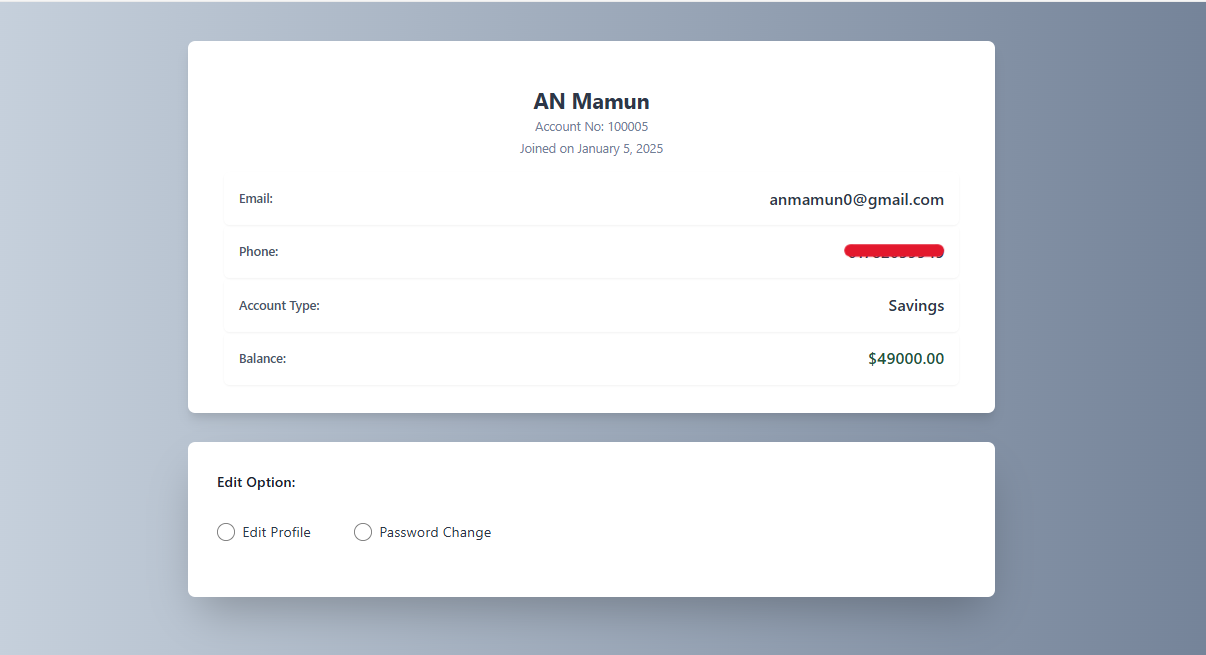 AN Mamun
Account No: 100005
Joined on January 5, 2025
Email: anmamun0@gmail.com
Phone:
Account Type: Savings
Balance: $49000.00
Edit Option:
Edit Profile Password Change